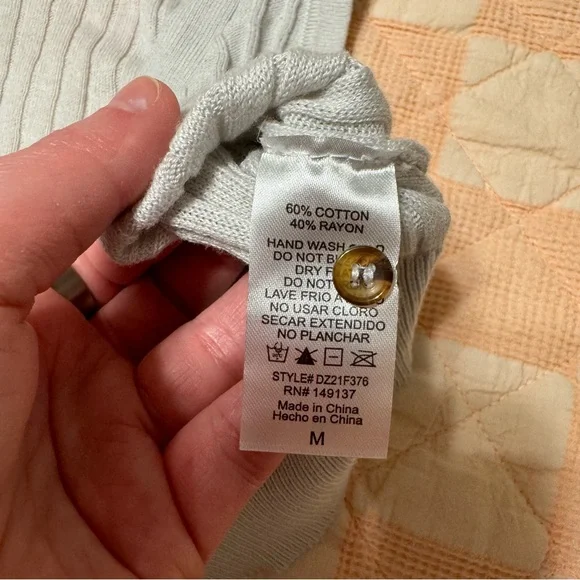 60% COTTON
40% RAYON
HAND WASH
DO NOT
DRY
DO NOT
LAVE FRIO A
NO USAR CLORO
SECAR EXTENDIDO
NO PLANCHAR
STYLE# DZ21F376
RN# 149137
Made in China
Hecho en China
M